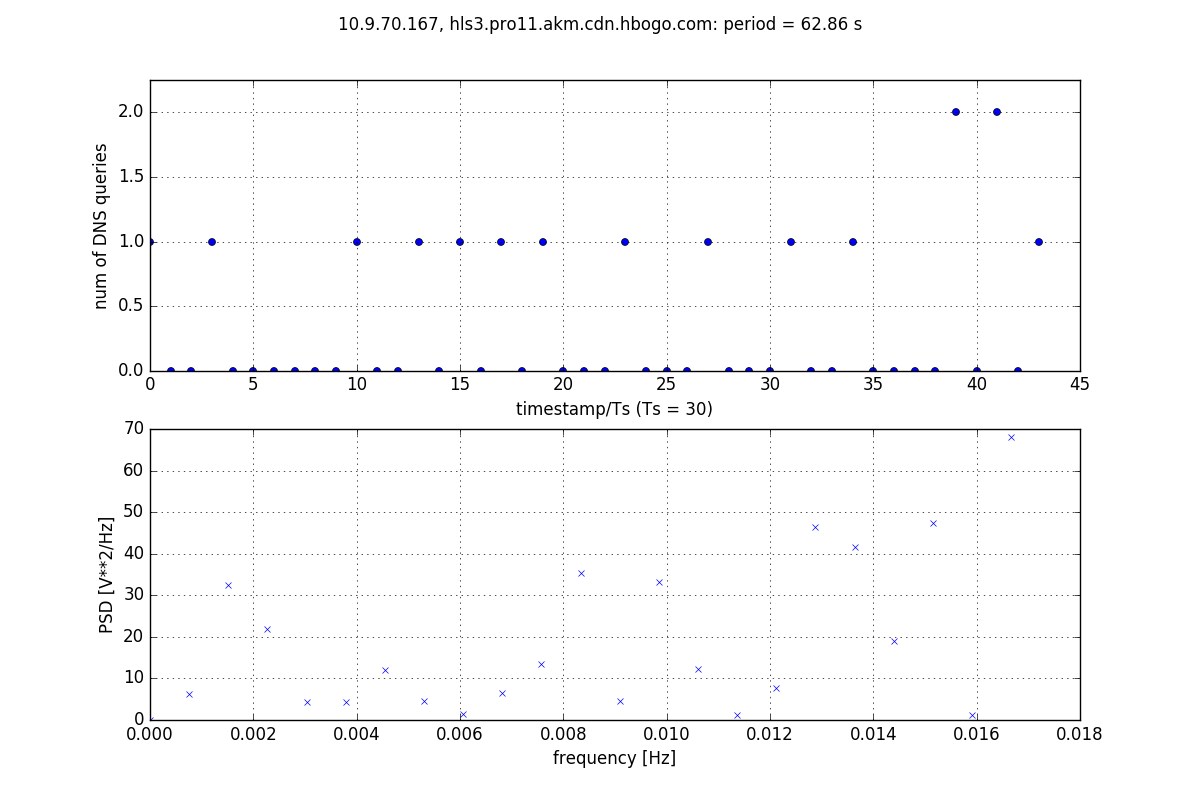 10.9.70.167, hls3.pro11.akm.cdn.hbogo.com: period = 62.86 s
num of DNS queries
2.0
1.5
1.0
0.5
0.0
0 5 10 15 20 25 30 35 40 45
timestamp/Ts (Ts = 30)
PSD [V**2/Hz]
70
60
50
40
30
20
10
0
0.000 0.002 0.004 0.006 0.008 0.010 0.012 0.014 0.016 0.018
frequency [Hz]